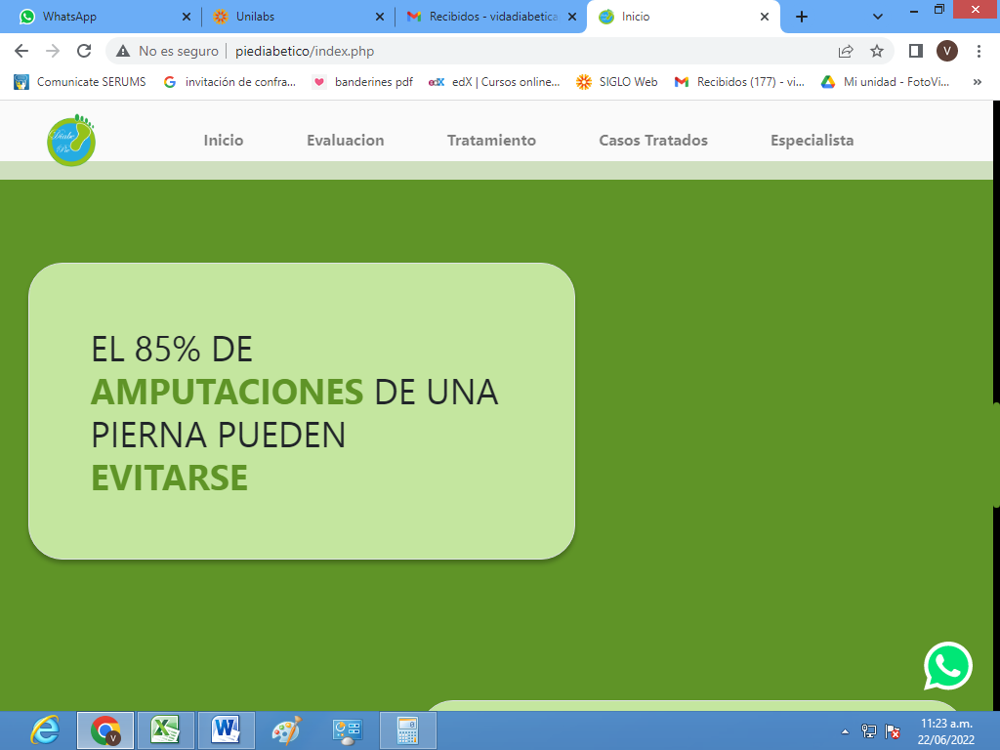 WhatsApp
Unilabs
Recibidos - vidadiabetica
Inicio
No es seguro
piediabetico/index.php
V
Comunicate SERUMS
invitación de confra...
banderines pdf
edX | Cursos online...
SIGLO Web
Recibidos (177) - vi...
Mi unidad - FotoVi...
»
Inicio
Evaluacion
Tratamiento
Casos Tratados
Especialista
EL 85% DE
AMPUTACIONES DE UNA
PIERNA PUEDEN
EVITARSE
11:23 a.m.
22/06/2022